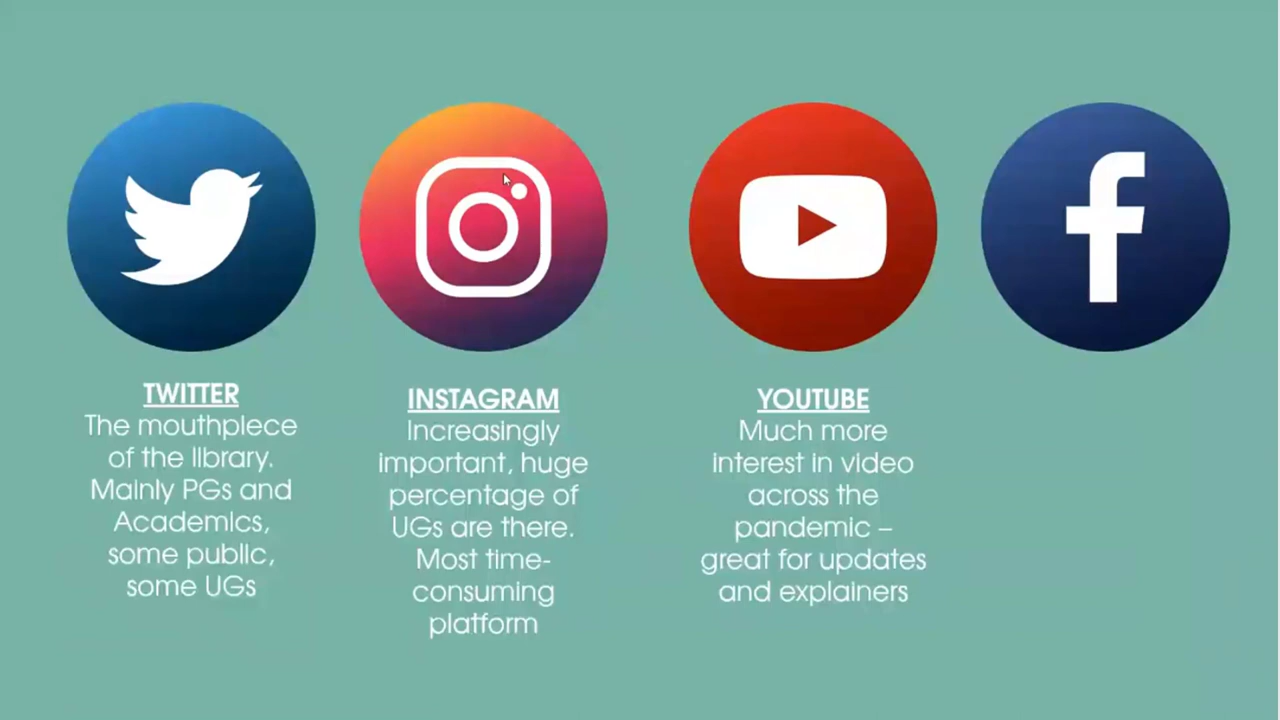 TWITTER
The mouthpiece
of the library.
Mainly PGs and
Academics,
some public,
some UGs
INSTAGRAM
Increasingly
important, huge
percentage of
UGs are there.
Most time-
consuming
platform
YOUTUBE
Much more
interest in video
across the
pandemic –
great for updates
and explainers